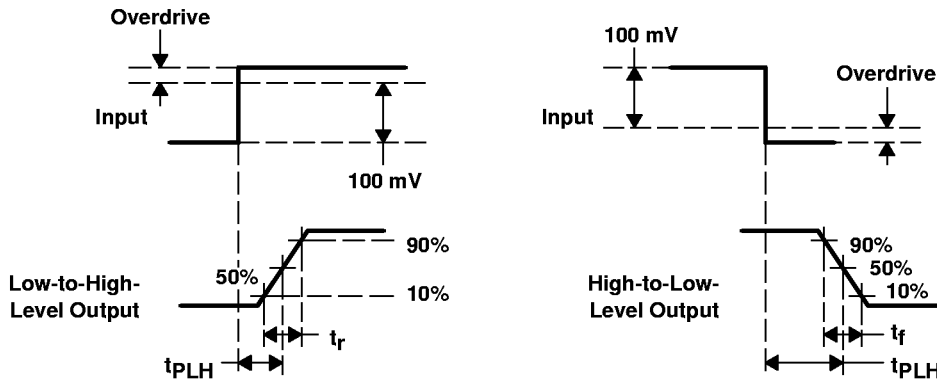 Overdrive
Input
100 mV
Low-to-High-
Level Output
50%
90%
10%
tr
tPLH
100 mV
Overdrive
Input
High-to-Low-
Level Output
90%
50%
10%
tf
tPLH